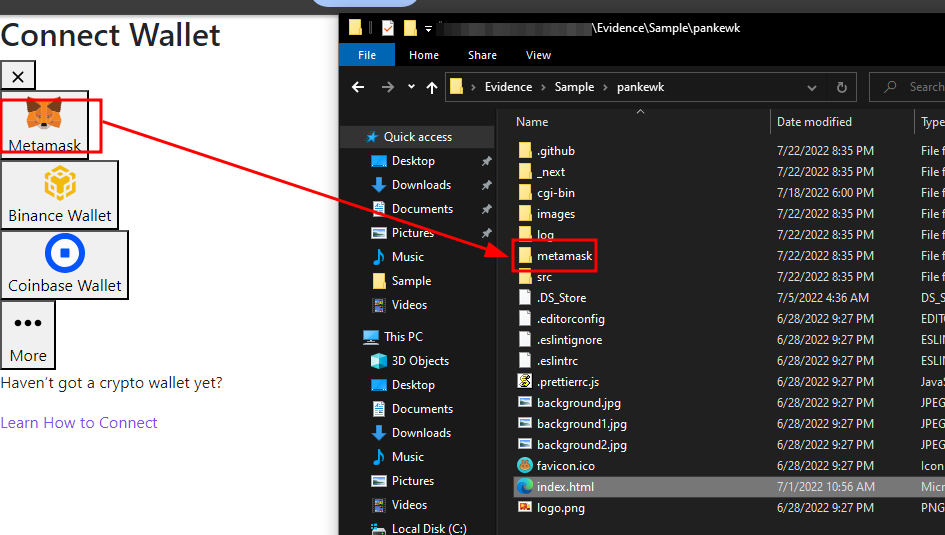 Connect Wallet
×
Metamask
Binance Wallet
Coinbase Wallet
More
Haven't got a crypto wallet yet?
Learn How to Connect
\Evidence\Sample\pankewk
File Home Share View
Evidence > Sample > pankewk
Search
Quick access
Desktop
Downloads
Documents
Pictures
Music
Sample
Videos
This PC
3D Objects
Desktop
Documents
Downloads
Music
Pictures
Videos
Local Disk (C:)
Name Date modified Type
.github 7/22/2022 8:35 PM File f
_next 7/22/2022 8:35 PM File f
cgi-bin 7/18/2022 6:00 PM File f
images 7/22/2022 8:35 PM File f
log 7/22/2022 8:35 PM File f
metamask 7/22/2022 8:35 PM File f
src 7/22/2022 8:35 PM File f
.DS_Store 7/5/2022 4:36 AM DS_S
.editorconfig 6/28/2022 9:27 PM EDIT
.eslintignore 6/28/2022 9:27 PM ESLIN
.eslintrc 6/28/2022 9:27 PM ESLIN
.prettierrc.js 6/28/2022 9:27 PM JavaS
background.jpg 6/28/2022 9:27 PM JPEG
background1.jpg 6/28/2022 9:27 PM JPEG
background2.jpg 6/28/2022 9:27 PM JPEG
favicon.ico 6/28/2022 9:27 PM Icon
index.html 7/1/2022 10:56 AM Micr
logo.png 6/28/2022 9:27 PM PNG